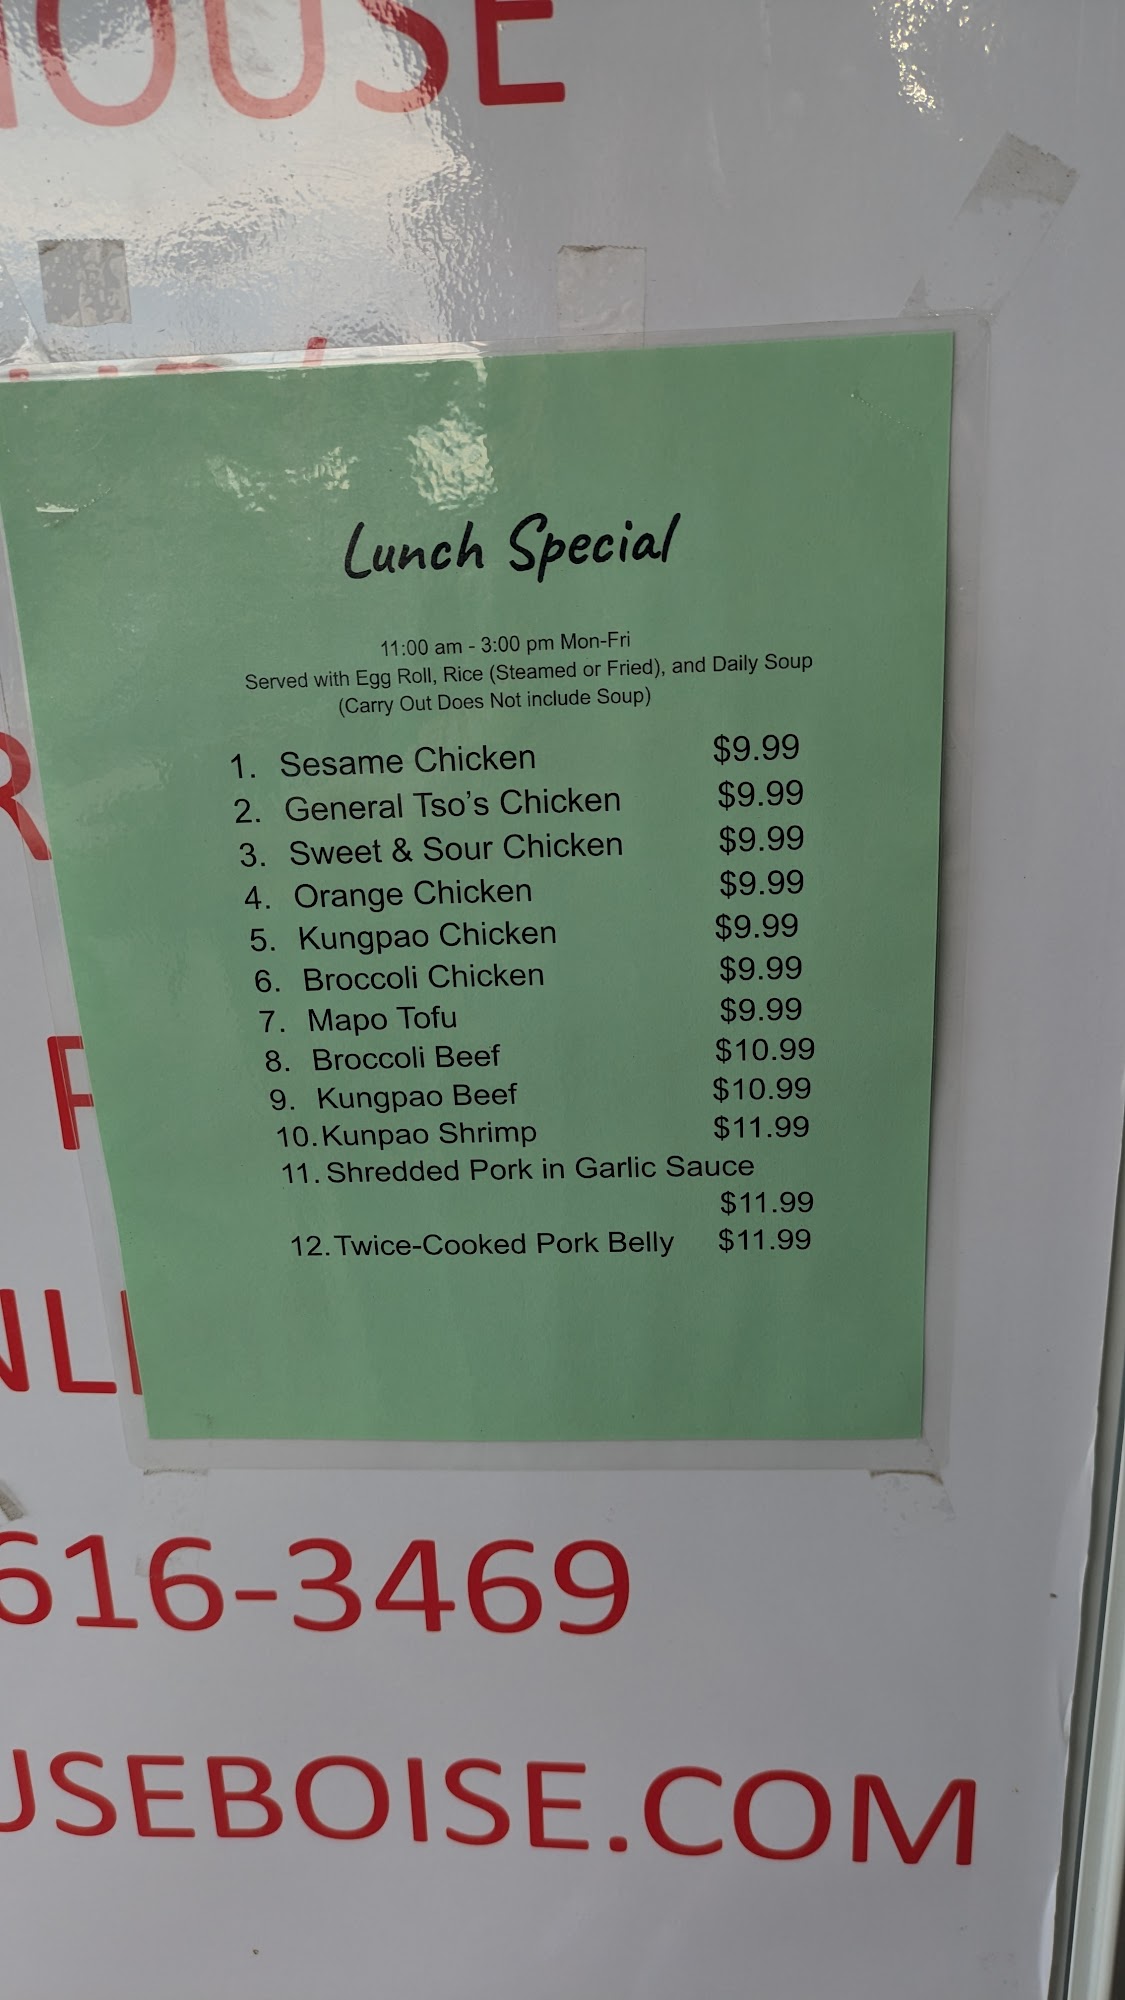 OUSE
Lunch Special
11:00 am - 3:00 pm Mon-Fri
Served with Egg Roll, Rice (Steamed or Fried), and Daily Soup
(Carry Out Does Not include Soup)
1. Sesame Chicken $9.99
2. General Tso's Chicken $9.99
3. Sweet & Sour Chicken $9.99
4. Orange Chicken $9.99
5. Kungpao Chicken $9.99
6. Broccoli Chicken $9.99
7. Mapo Tofu $9.99
8. Broccoli Beef $10.99
9. Kungpao Beef $10.99
10. Kunpao Shrimp $11.99
11. Shredded Pork in Garlic Sauce
$11.99
12. Twice-Cooked Pork Belly $11.99
616-3469
USEBOISE.COM